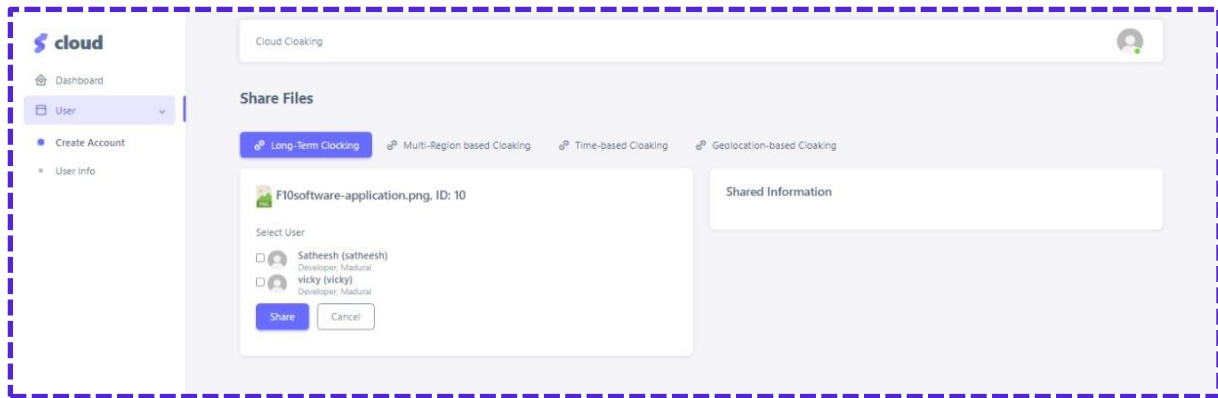 cloud
Dashboard
User
Create Account
User Info
Cloud Cloaking
Share Files
Long-Term Clocking
Multi-Region based Cloaking
Time-based Cloaking
Geolocation-based Cloaking
F10software-application.png, ID: 10
Select User
Satheesh (satheesh)
Developer, Madurai
vicky (vicky)
Developer, Madurai
Share
Cancel
Shared Information